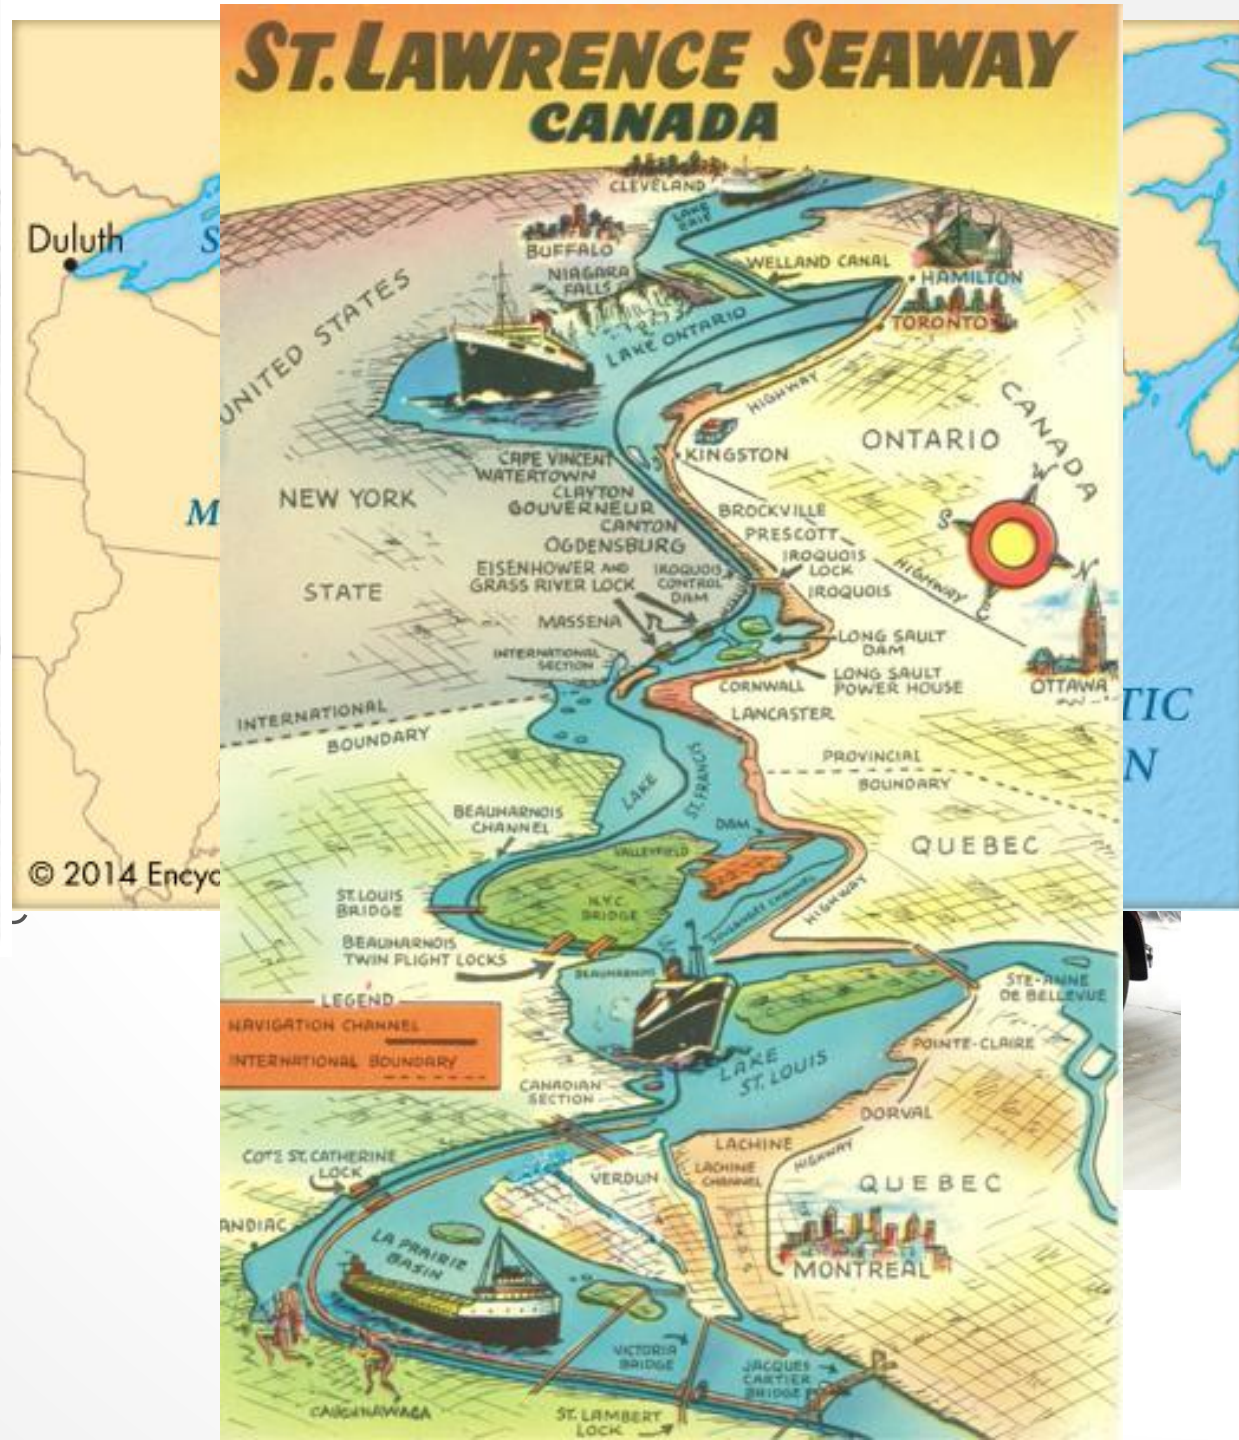 ST. LAWRENCE SEAWAY
CANADA
CLEVELAND
LAKE
ERIE
BUFFALO
NIAGARA
FALLS
WELLAND CANAL
HAMILTON
TORONTO
LAKE ONTARIO
UNITED STATES
HIGHWAY
CANADA
ONTARIO
KINGSTON
CAPE VINCENT
WATERTOWN
CLAYTON
GOUVERNEUR
CANTON
OGDENSBURG
NEW YORK
STATE
W
S
N
E
BROCKVILLE
PRESCOTT
IROQUOIS
LOCK
IROQUOIS
HIGHWAY
EISENHOWER AND
GRASS RIVER LOCK
IROQUOIS
CONTROL
DAM
MASSENA
INTERNATIONAL
SECTION
LONG SAULT
DAM
LONG SAULT
POWER HOUSE
OTTAWA
CORNWALL
LANCASTER
INTERNATIONAL
BOUNDARY
PROVINCIAL
BOUNDARY
LAKE
ST. FRANCIS
BEAUHARNOIS
CHANNEL
DAM
VALLEYFIELD
QUEBEC
ST. LOUIS
BRIDGE
N.Y.C.
BRIDGE
SOULANGES CHANNEL
HIGHWAY
BEAUHARNOIS
TWIN FLIGHT LOCKS
BEAUHARNOIS
STE-ANNE
DE BELLEVUE
LEGEND
NAVIGATION CHANNEL
INTERNATIONAL BOUNDARY
POINTE-CLAIRE
LAKE
ST. LOUIS
CANADIAN
SECTION
DORVAL
LACHINE
LACHINE
CHANNEL
HIGHWAY
COTE ST. CATHERINE
LOCK
VERDUN
QUEBEC
ANDIAC
LA PRAIRIE
BASIN
MONTREAL
VICTORIA
BRIDGE
JACQUES
CARTIER
BRIDGE
CAUGHNAWAGA
ST. LAMBERT
LOCK
Duluth
S
M
© 2014 Encyc
TIC
N